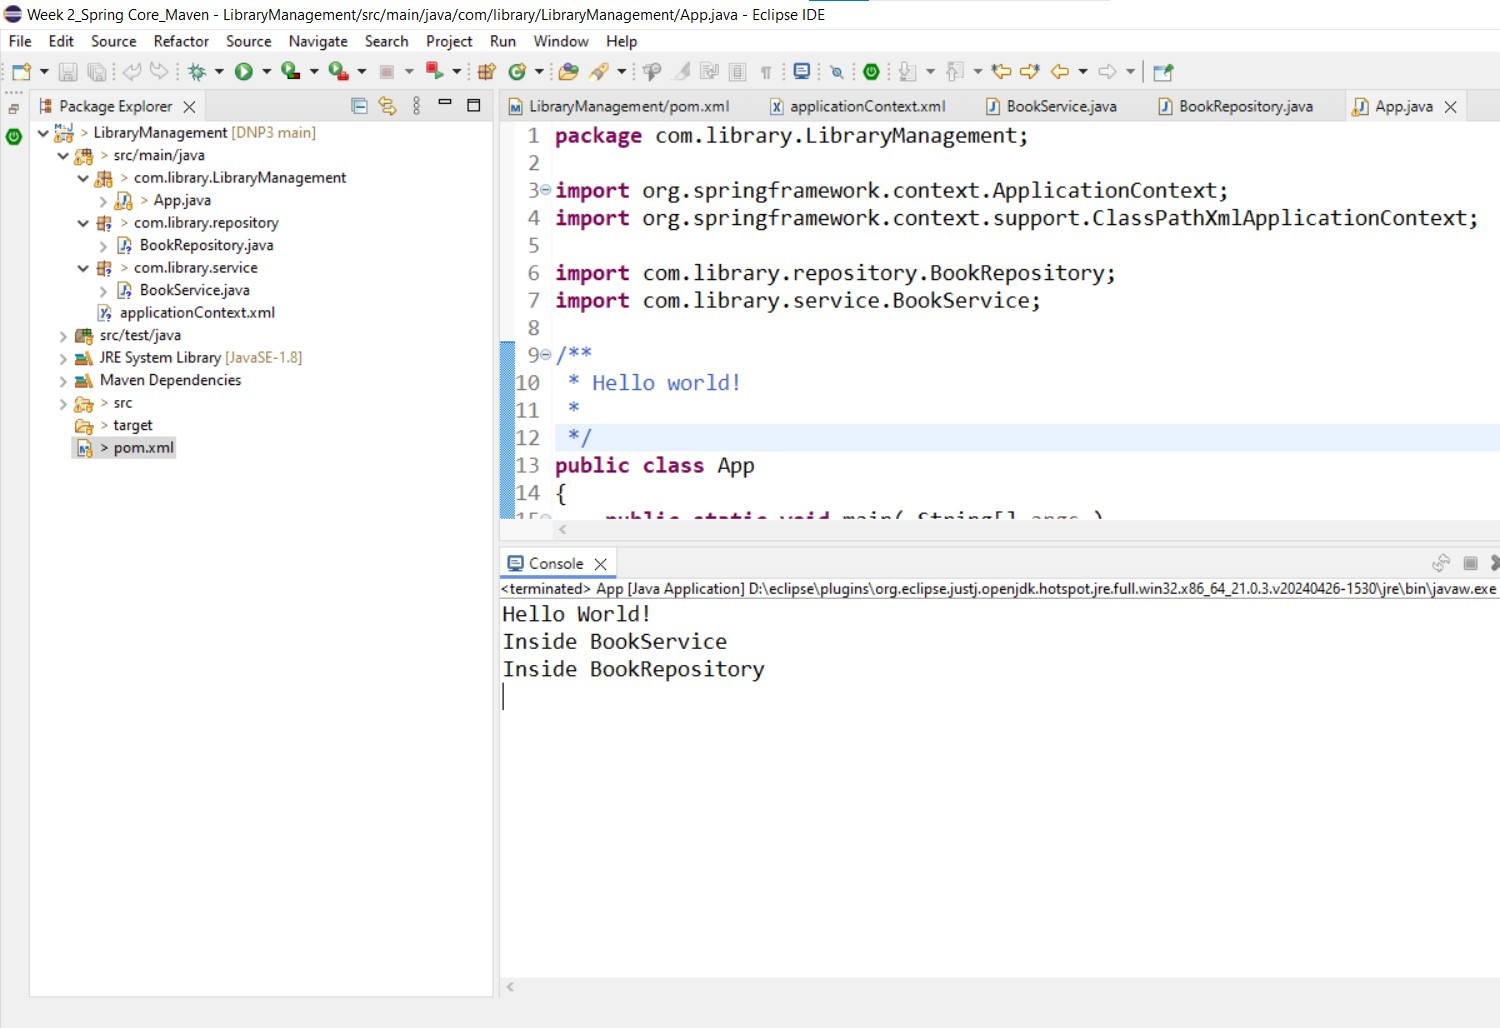 Week 2_Spring Core_Maven - LibraryManagement/src/main/java/com/library/LibraryManagement/App.java - Eclipse IDE
File Edit Source Refactor Source Navigate Search Project Run Window Help
Package Explorer
> LibraryManagement [DNP3 main]
> src/main/java
> com.library.LibraryManagement
> App.java
> com.library.repository
BookRepository.java
> com.library.service
BookService.java
applicationContext.xml
src/test/java
JRE System Library [JavaSE-1.8]
Maven Dependencies
> src
> target
> pom.xml
LibraryManagement/pom.xml applicationContext.xml BookService.java BookRepository.java App.java
1 package com.library.LibraryManagement;
2
3 import org.springframework.context.ApplicationContext;
4 import org.springframework.context.support.ClassPathXmlApplicationContext;
5
6 import com.library.repository.BookRepository;
7 import com.library.service.BookService;
8
9 /**
10 * Hello world!
11 *
12 */
13 public class App
14 {
15 public static void main( String[] args )
Console
<terminated> App [Java Application] D:\eclipse\plugins\org.eclipse.justj.openjdk.hotspot.jre.full.win32.x86_64_21.0.3.v20240426-1530\jre\bin\javaw.exe
Hello World!
Inside BookService
Inside BookRepository